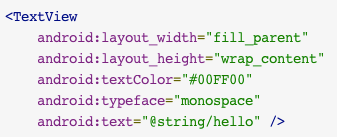 <TextView
    android:layout_width="fill_parent"
    android:layout_height="wrap_content"
    android:textColor="#00FF00"
    android:typeface="monospace"
    android:text="@string/hello" />